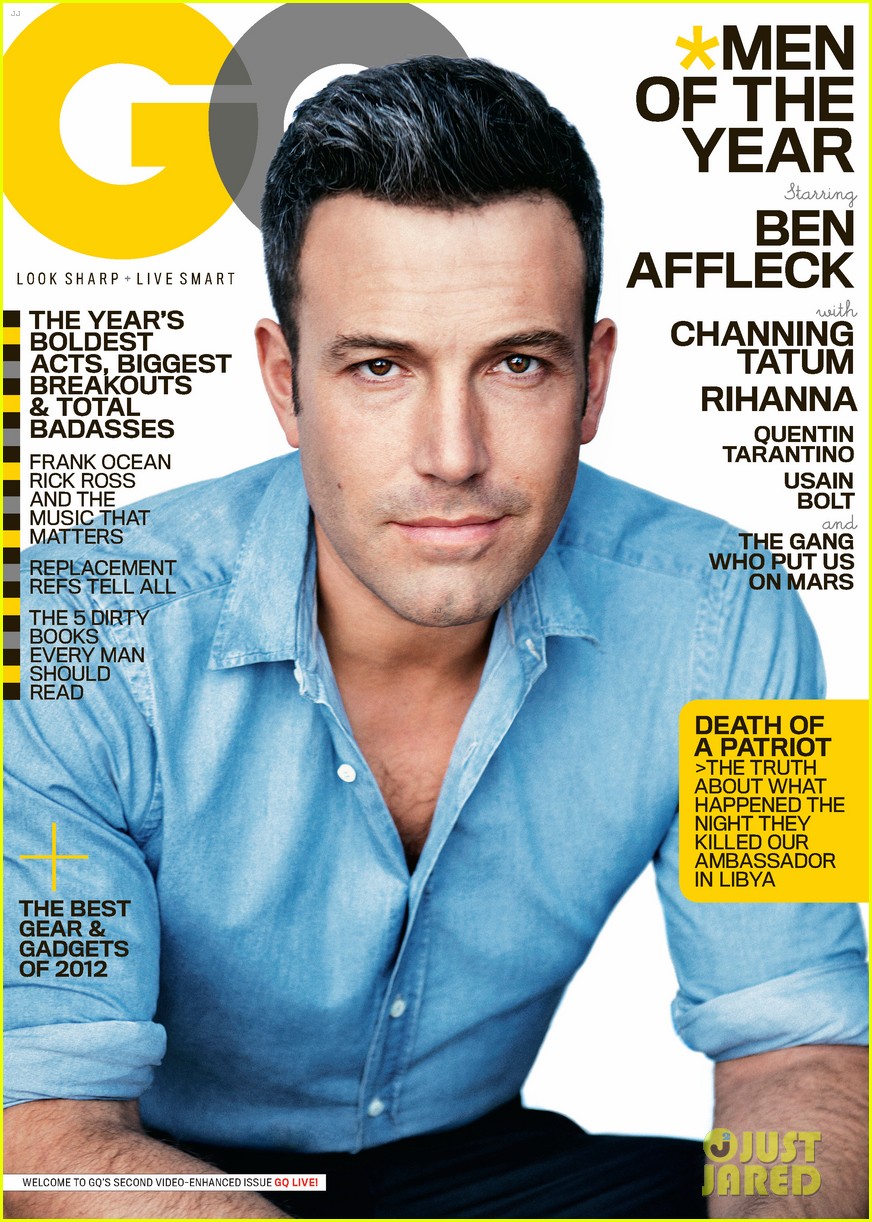 GQ
LOOK SHARP + LIVE SMART
*MEN
OF THE
YEAR
Starring
BEN
AFFLECK
with
CHANNING
TATUM
RIHANNA
QUENTIN
TARANTINO
USAIN
BOLT
and
THE GANG
WHO PUT US
ON MARS
THE YEAR'S
BOLDEST
ACTS, BIGGEST
BREAKOUTS
& TOTAL
BADASSES
FRANK OCEAN
RICK ROSS
AND THE
MUSIC THAT
MATTERS
REPLACEMENT
REFS TELL ALL
THE 5 DIRTY
BOOKS
EVERY MAN
SHOULD
READ
DEATH OF
A PATRIOT
>THE TRUTH
ABOUT WHAT
HAPPENED THE
NIGHT THEY
KILLED OUR
AMBASSADOR
IN LIBYA
THE BEST
GEAR &
GADGETS
OF 2012
WELCOME TO GQ'S SECOND VIDEO-ENHANCED ISSUE GQ LIVE!
JUST
JARED